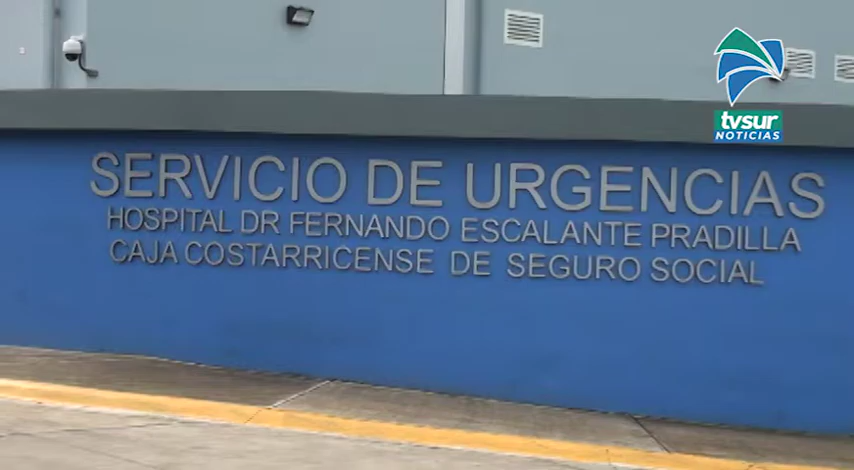 tvsur
NOTICIAS
SERVICIO DE URGENCIAS
HOSPITAL DR FERNANDO ESCALANTE PRADILLA
CAJA COSTARRICENSE DE SEGURO SOCIAL